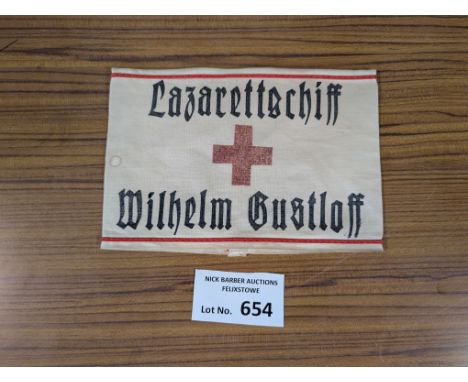 Lazarettschiff
Wilhelm Gustloff
NICK BARBER AUCTIONS
FELIXSTOWE
Lot No. 654